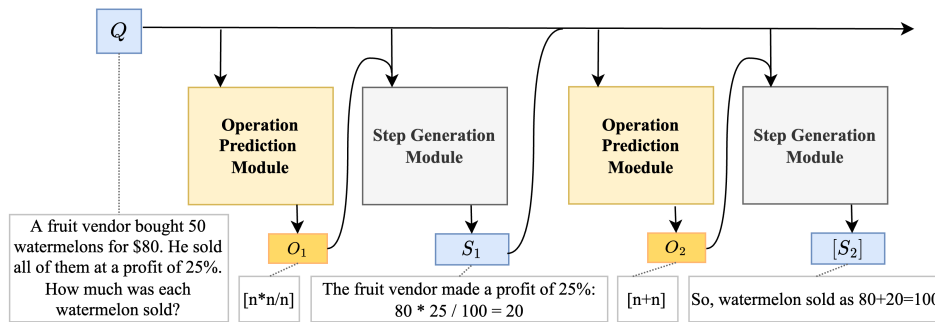 Q
Operation
Prediction
Module
Step Generation
Module
Operation
Prediction
Moedule
Step Generation
Module
O1
S1
O2
[S2]
A fruit vendor bought 50
watermelons for $80. He sold
all of them at a profit of 25%.
How much was each
watermelon sold?
[n*n/n]
The fruit vendor made a profit of 25%:
80 * 25 / 100 = 20
[n+n]
So, watermelon sold as 80+20=100